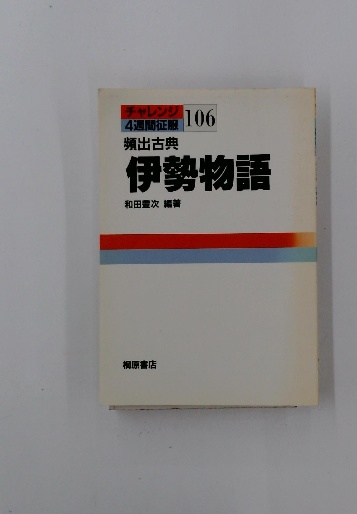 チャレンジ
4週間征服
106
頻出古典
伊勢物語
和田豊次 編著
桐原書店